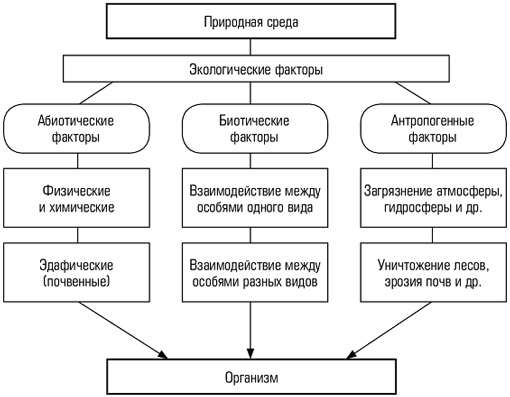 Природная среда
Экологические факторы
Абиотические
факторы
Биотические
факторы
Антропогенные
факторы
Физические
и химические
Взаимодействие между
особями одного вида
Загрязнение атмосферы,
гидросферы и др.
Эдафические
(почвенные)
Взаимодействие между
особями разных видов
Уничтожение лесов,
эрозия почв и др.
Организм